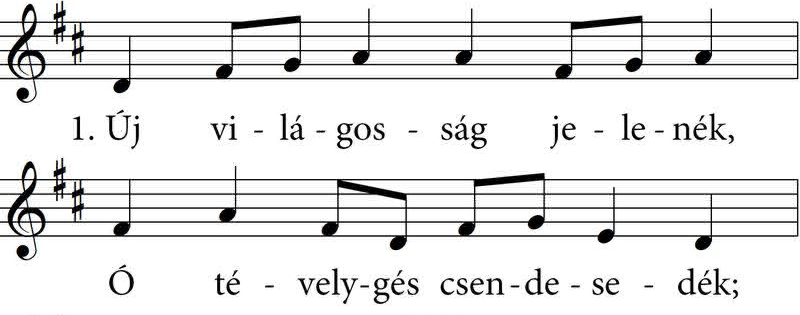 1. Új vi - lá - gos - ság je - le - nék,
Ó té - vely-gés csen-de - se - dék;